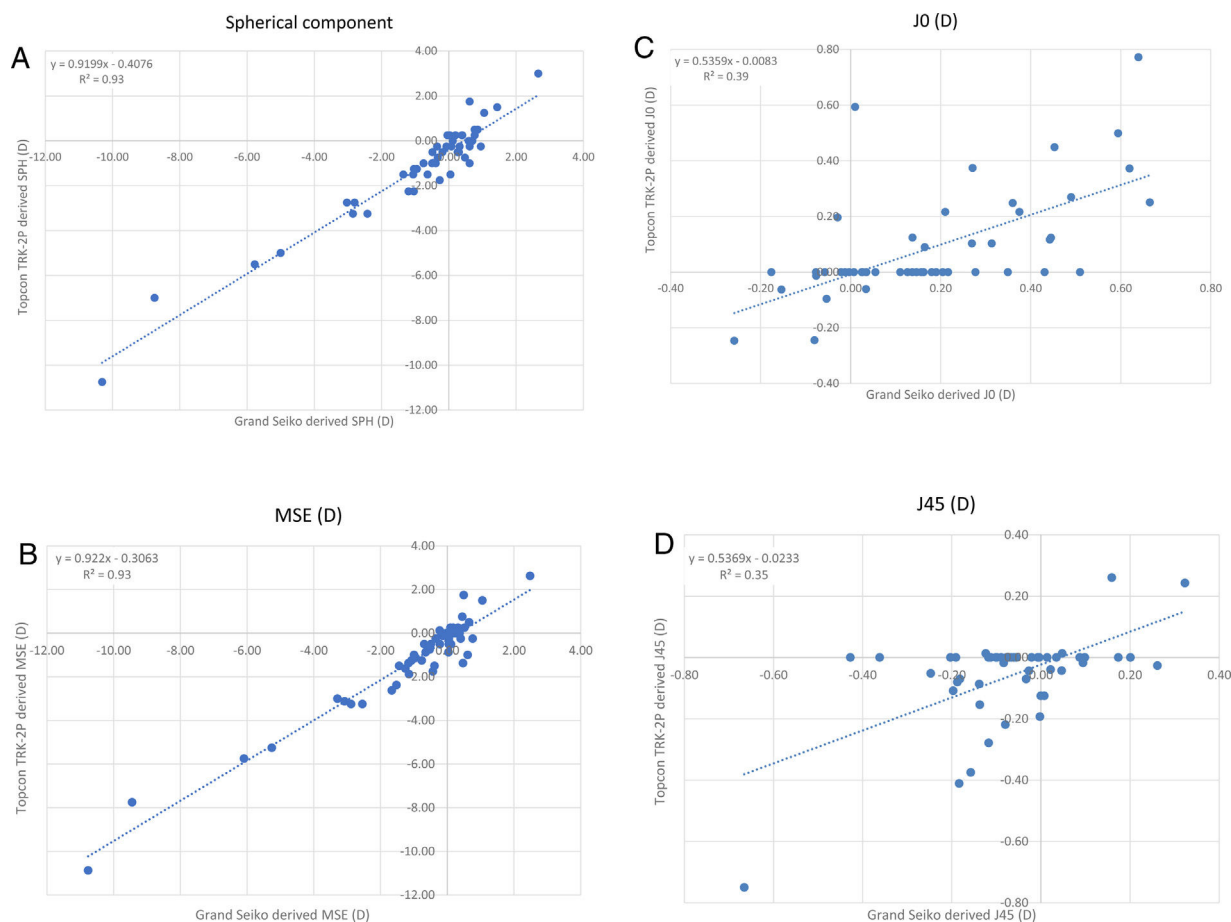 Spherical component
A
y = 0.9199x - 0.4076
R² = 0.93
4.00
2.00
0.00
-12.00 -10.00 -8.00 -6.00 -4.00 -2.00 0.00 2.00 4.00
-2.00
-4.00
-6.00
-8.00
-10.00
-12.00
Topcon TRK-2P derived SPH (D)
Grand Seiko derived SPH (D)
J0 (D)
C
y = 0.5359x - 0.0083
R² = 0.39
0.80
0.60
0.40
0.20
0.00
-0.40 -0.20 0.00 0.20 0.40 0.60 0.80
-0.20
-0.40
Topcon TRK-2P derived J0 (D)
Grand Seiko derived J0 (D)
MSE (D)
B
y = 0.922x - 0.3063
R² = 0.93
4.00
2.00
0.00
-12.00 -10.00 -8.00 -6.00 -4.00 -2.00 0.00 2.00 4.00
-2.00
-4.00
-6.00
-8.00
-10.00
-12.00
Topcon TRK-2P derived MSE (D)
Grand Seiko derived MSE (D)
J45 (D)
D
y = 0.5369x - 0.0233
R² = 0.35
0.40
0.20
0.00
-0.80 -0.60 -0.40 -0.20 0.00 0.20 0.40
-0.20
-0.40
-0.60
-0.80
Topcon TRK-2P derived J45 (D)
Grand Seiko derived J45 (D)